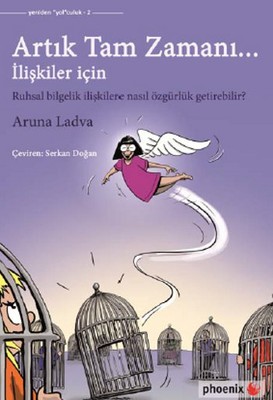 yeniden "yol"culuk - 2
Artık Tam Zamanı...
İlişkiler için
Ruhsal bilgelik ilişkilere nasıl özgürlük getirebilir?
Aruna Ladva
Çeviren: Serkan Doğan
phoenix